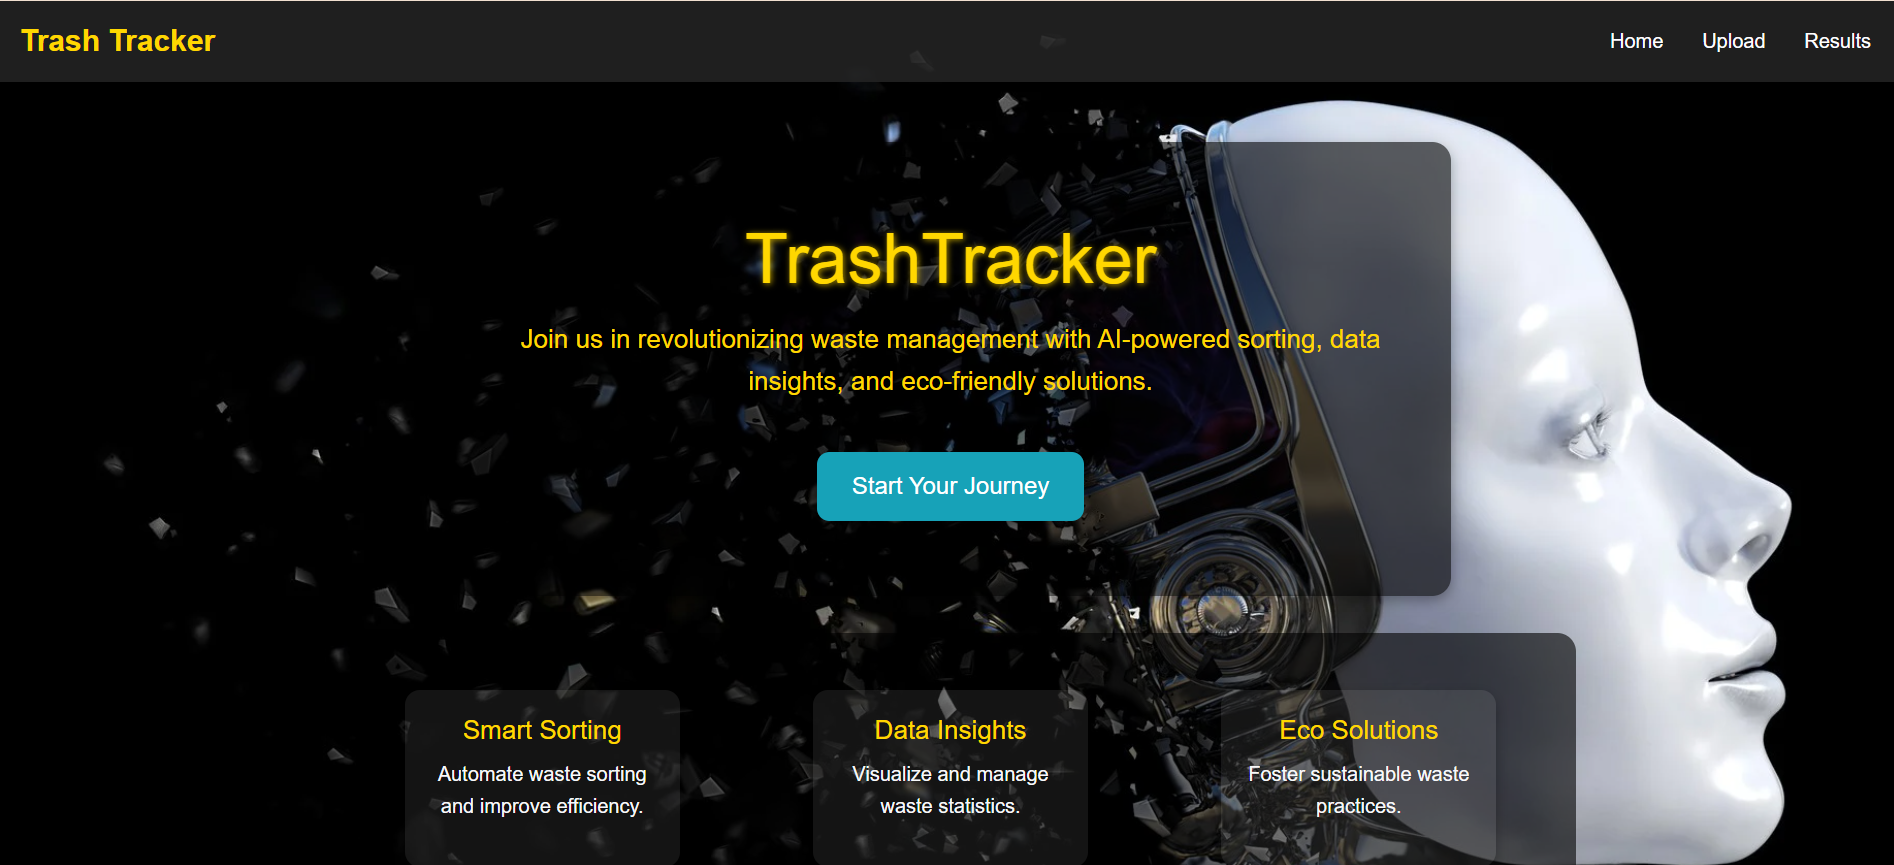 Trash Tracker
Home
Upload
Results
TrashTracker
Join us in revolutionizing waste management with AI-powered sorting, data
insights, and eco-friendly solutions.
Start Your Journey
Smart Sorting
Automate waste sorting
and improve efficiency.
Data Insights
Visualize and manage
waste statistics.
Eco Solutions
Foster sustainable waste
practices.